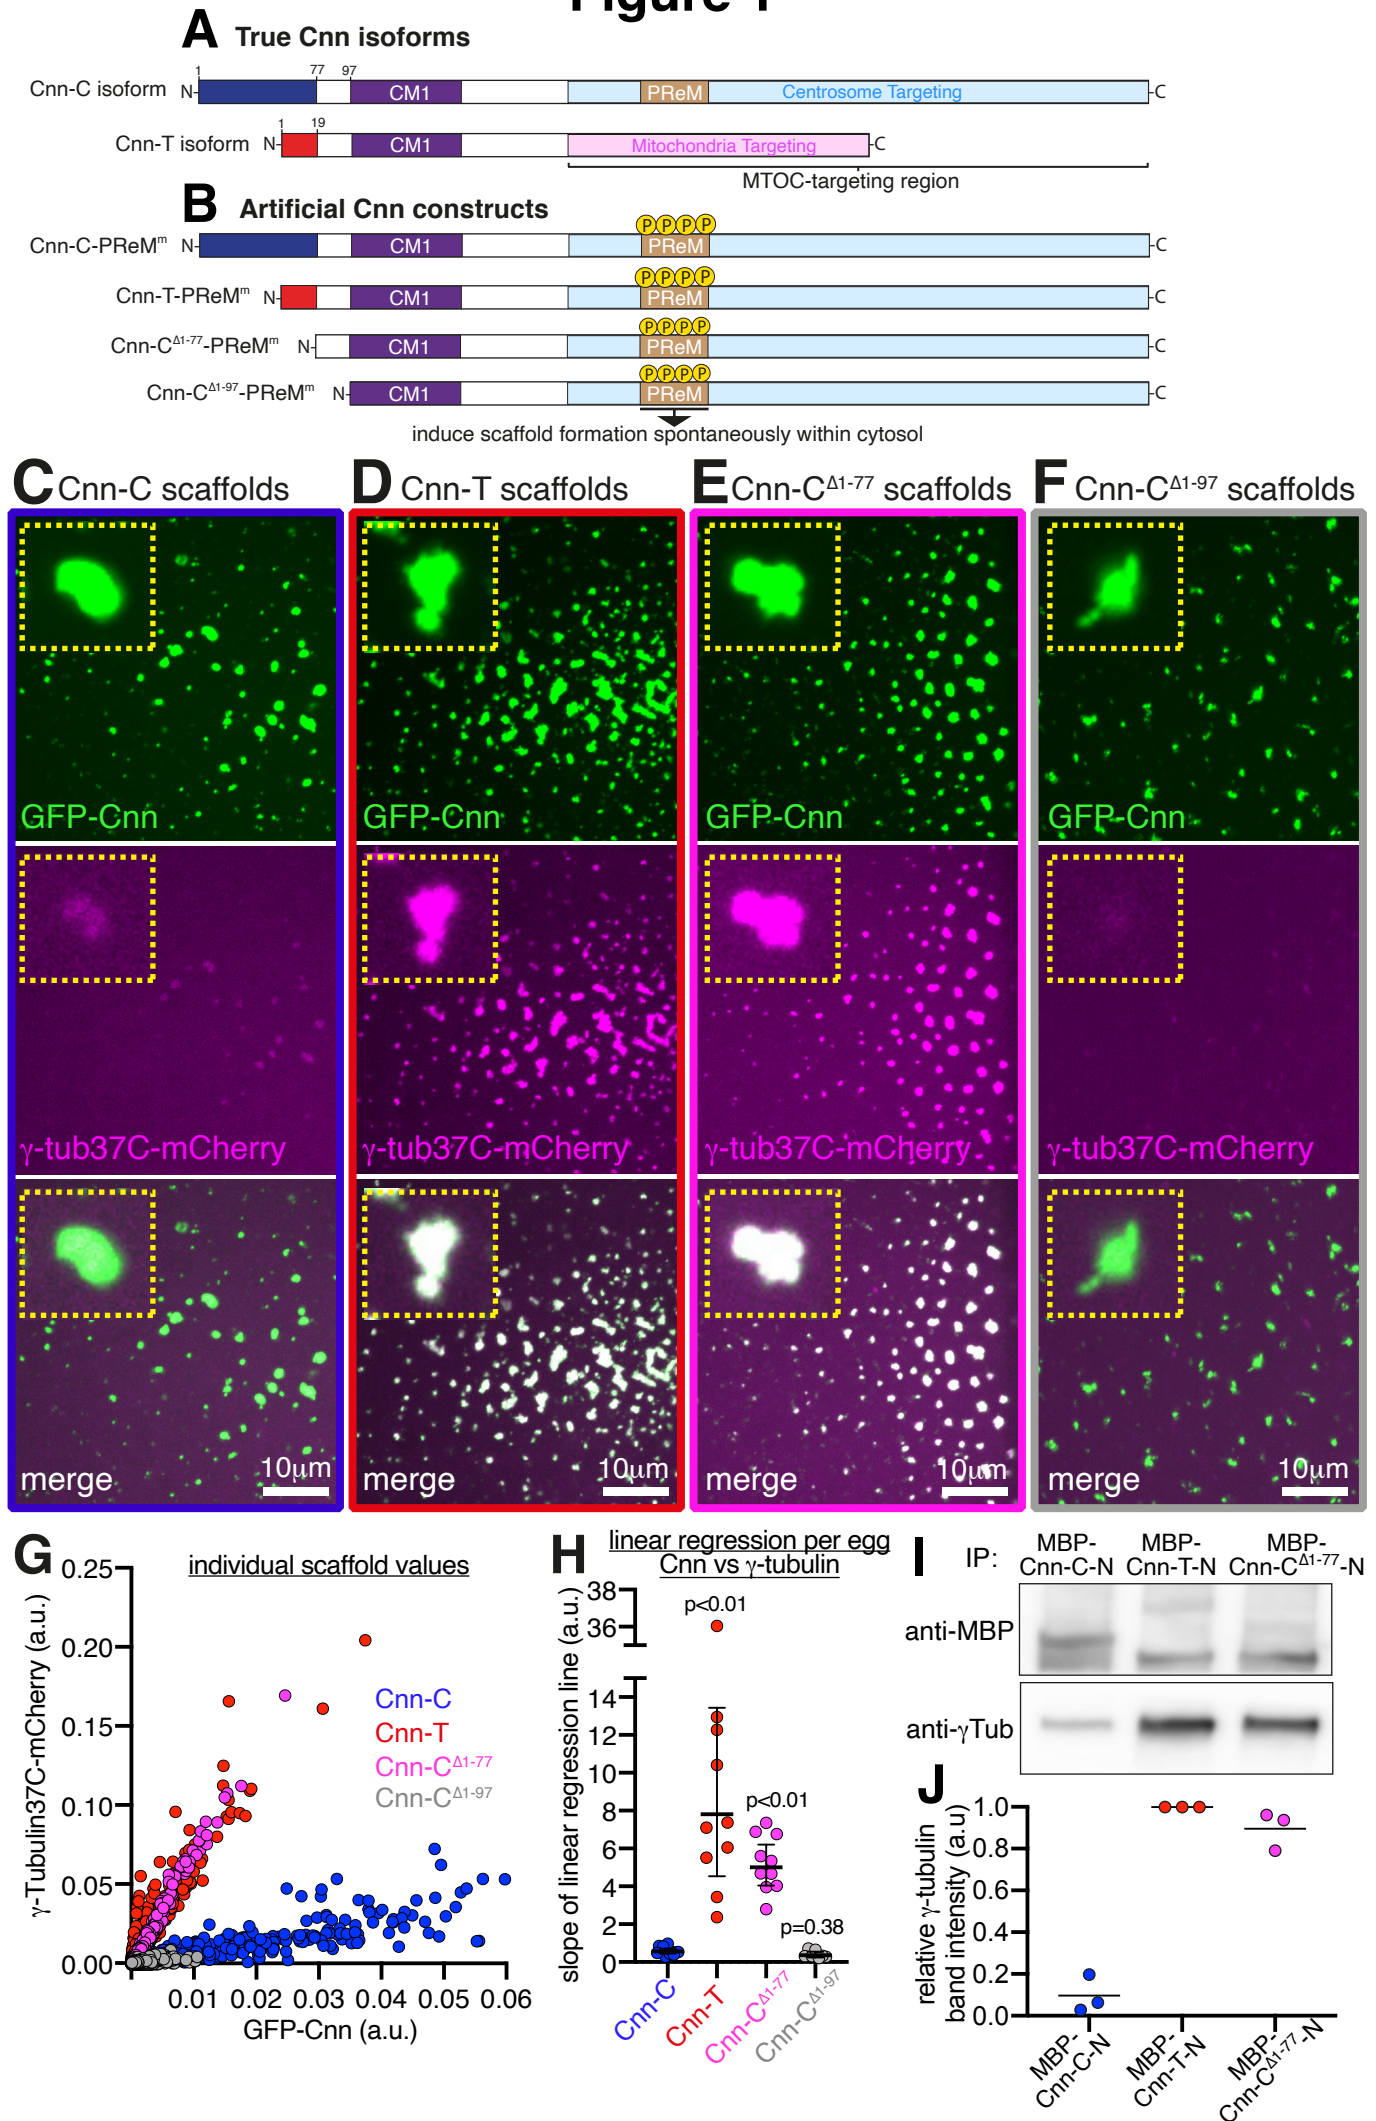 Figure 1
A True Cnn isoforms
1 77 97
Cnn-C isoform N- CM1 PReM Centrosome Targeting -C
1 19
Cnn-T isoform N- CM1 Mitochondria Targeting -C
MTOC-targeting region
B Artificial Cnn constructs
P P P P
Cnn-C-PReMᵐ N- CM1 PReM -C
P P P P
Cnn-T-PReMᵐ N- CM1 PReM -C
P P P P
Cnn-C^Δ1-77-PReMᵐ N- CM1 PReM -C
P P P P
Cnn-C^Δ1-97-PReMᵐ N- CM1 PReM -C
induce scaffold formation spontaneously within cytosol
C Cnn-C scaffolds
GFP-Cnn
γ-tub37C-mCherry
merge 10μm
D Cnn-T scaffolds
GFP-Cnn
γ-tub37C-mCherry
merge 10μm
E Cnn-C^Δ1-77 scaffolds
GFP-Cnn
γ-tub37C-mCherry
merge 10μm
F Cnn-C^Δ1-97 scaffolds
GFP-Cnn
γ-tub37C-mCherry
merge 10μm
G individual scaffold values
γ-Tubulin37C-mCherry (a.u.)
0.25
0.20
0.15
0.10
0.05
0.00
Cnn-C
Cnn-T
Cnn-C^Δ1-77
Cnn-C^Δ1-97
0.01 0.02 0.03 0.04 0.05 0.06
GFP-Cnn (a.u.)
H linear regression per egg
Cnn vs γ-tubulin
slope of linear regression line (a.u.)
38
36
14
12
10
8
6
4
2
0
p<0.01
p<0.01
p=0.38
Cnn-C
Cnn-T
Cnn-C^Δ1-77
Cnn-C^Δ1-97
I IP:
MBP-
Cnn-C-N
MBP-
Cnn-T-N
MBP-
Cnn-C^Δ1-77-N
anti-MBP
anti-γTub
J
relative γ-tubulin
band intensity (a.u)
1.0
0.8
0.6
0.4
0.2
0.0
MBP-
Cnn-C-N
MBP-
Cnn-T-N
MBP-
Cnn-C^Δ1-77-N